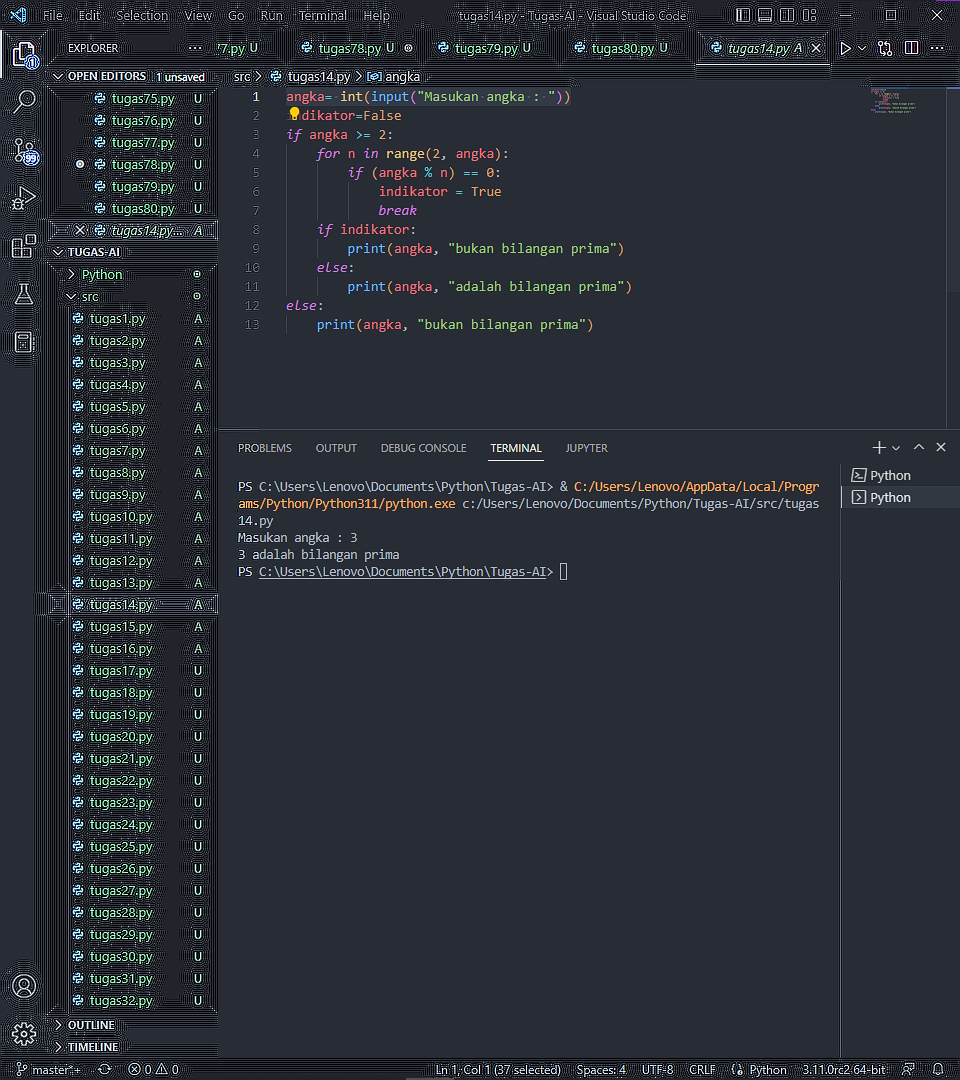 File Edit Selection View Go Run Terminal Help tugas14.py - Tugas-AI - Visual Studio Code
EXPLORER
77.py U tugas78.py U tugas79.py U tugas80.py U tugas14.py A
OPEN EDITORS 1 unsaved
src > tugas14.py > angka
tugas75.py U
tugas76.py U
tugas77.py U
tugas78.py U
tugas79.py U
tugas80.py U
tugas14.py... A
TUGAS-AI
Python
src
tugas1.py A
tugas2.py A
tugas3.py A
tugas4.py A
tugas5.py A
tugas6.py A
tugas7.py A
tugas8.py A
tugas9.py A
tugas10.py A
tugas11.py A
tugas12.py A
tugas13.py A
tugas14.py A
tugas15.py A
tugas16.py A
tugas17.py U
tugas18.py U
tugas19.py U
tugas20.py U
tugas21.py U
tugas22.py U
tugas23.py U
tugas24.py U
tugas25.py U
tugas26.py U
tugas27.py U
tugas28.py U
tugas29.py U
tugas30.py U
tugas31.py U
tugas32.py U
OUTLINE
TIMELINE
99
1
1 angka= int(input("Masukan angka : "))
2 dikator=False
3 if angka >= 2:
4 for n in range(2, angka):
5 if (angka % n) == 0:
6 indikator = True
7 break
8 if indikator:
9 print(angka, "bukan bilangan prima")
10 else:
11 print(angka, "adalah bilangan prima")
12 else:
13 print(angka, "bukan bilangan prima")
PROBLEMS OUTPUT DEBUG CONSOLE TERMINAL JUPYTER
PS C:\Users\Lenovo\Documents\Python\Tugas-AI> & C:/Users/Lenovo/AppData/Local/Progr
ams/Python/Python311/python.exe c:/Users/Lenovo/Documents/Python/Tugas-AI/src/tugas
14.py
Masukan angka : 3
3 adalah bilangan prima
PS C:\Users\Lenovo\Documents\Python\Tugas-AI>
Python
Python
master*+ 0 0 Ln 1, Col 1 (37 selected) Spaces: 4 UTF-8 CRLF Python 3.11.0rc2 64-bit